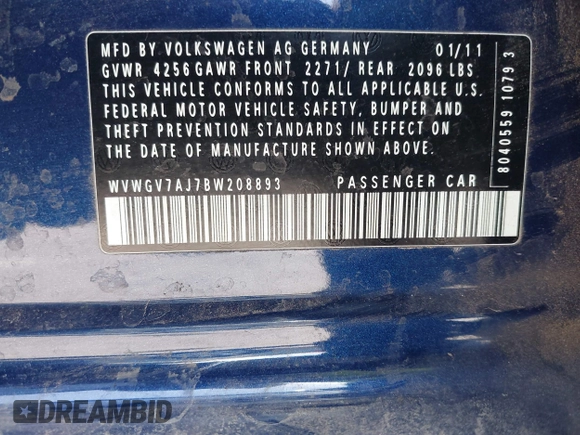 MFD BY VOLKSWAGEN AG GERMANY 01/11
GVWR 4256 GAWR FRONT 2271/ REAR 2096 LBS
THIS VEHICLE CONFORMS TO ALL APPLICABLE U.S.
FEDERAL MOTOR VEHICLE SAFETY, BUMPER AND
THEFT PREVENTION STANDARDS IN EFFECT ON
THE DATE OF MANUFACTURE SHOWN ABOVE.
WVWGV7AJ7BW208893 PASSENGER CAR
8040559 1079 3
DREAMBID